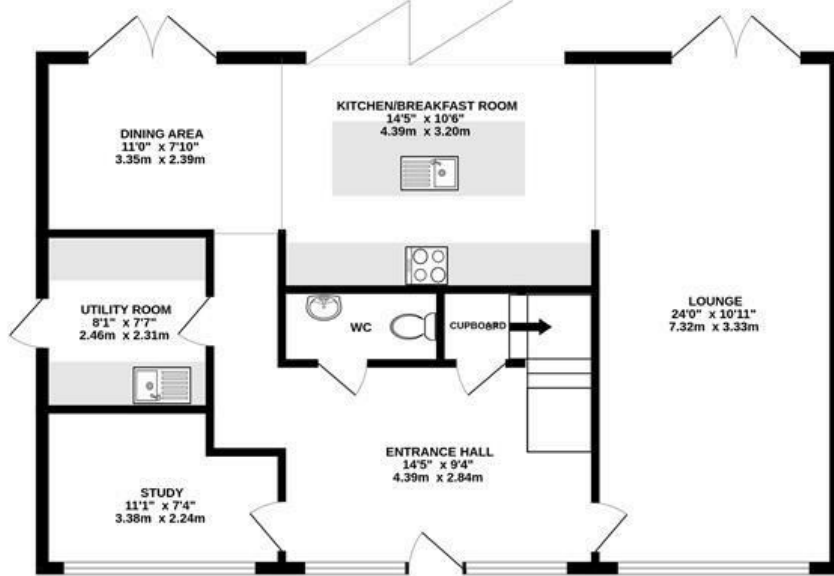 KITCHEN/BREAKFAST ROOM
14'5" x 10'6"
4.39m x 3.20m
DINING AREA
11'0" x 7'10"
3.35m x 2.39m
UTILITY ROOM
8'1" x 7'7"
2.46m x 2.31m
WC
CUPBOARD
LOUNGE
24'0" x 10'11"
7.32m x 3.33m
ENTRANCE HALL
14'5" x 9'4"
4.39m x 2.84m
STUDY
11'1" x 7'4"
3.38m x 2.24m